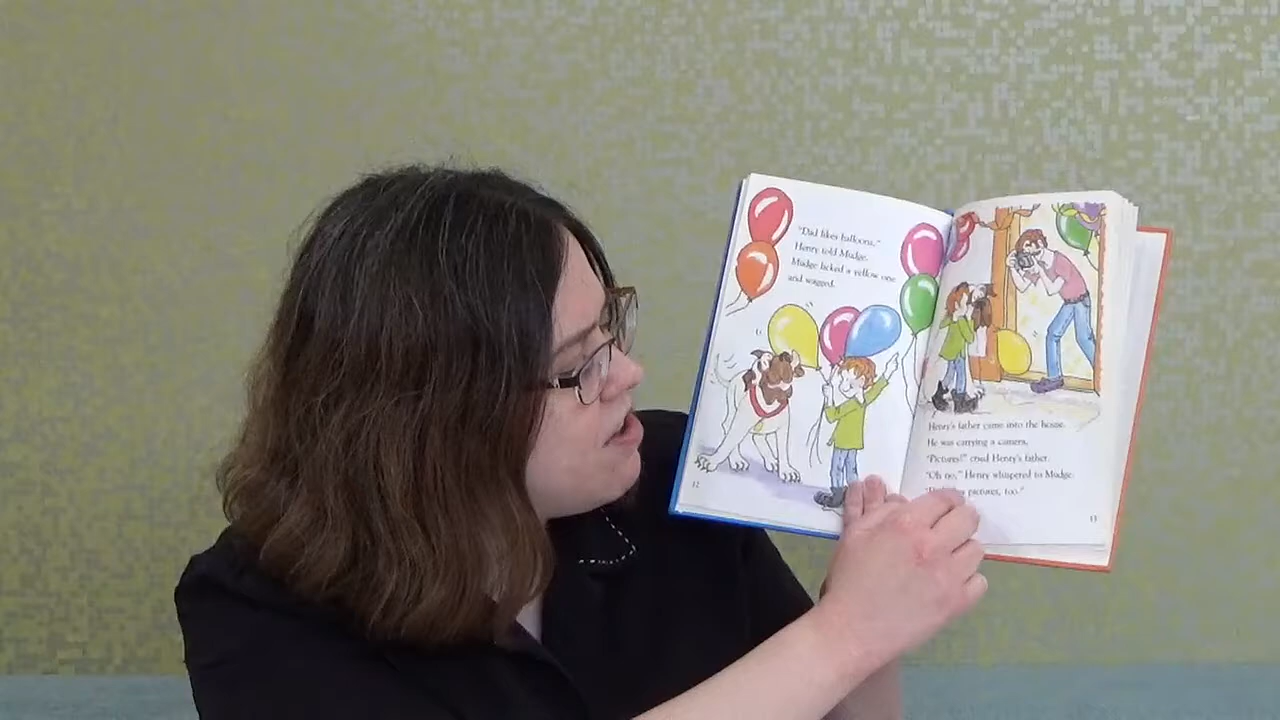 "Dad likes balloons,"
Henry told Mudge.
Mudge licked a yellow one
and wagged.
12
Henry's father came into the house.
He was carrying a camera.
"Pictures!" cried Henry's father.
"Oh no," Henry whispered to Mudge.
pictures, too."
13